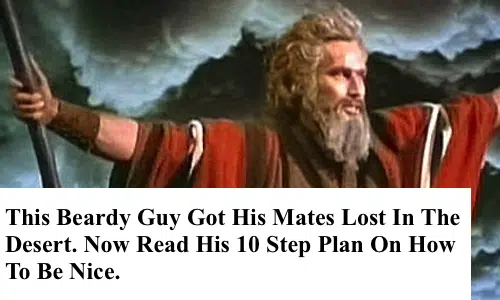 This Beardy Guy Got His Mates Lost In The
Desert. Now Read His 10 Step Plan On How
To Be Nice.